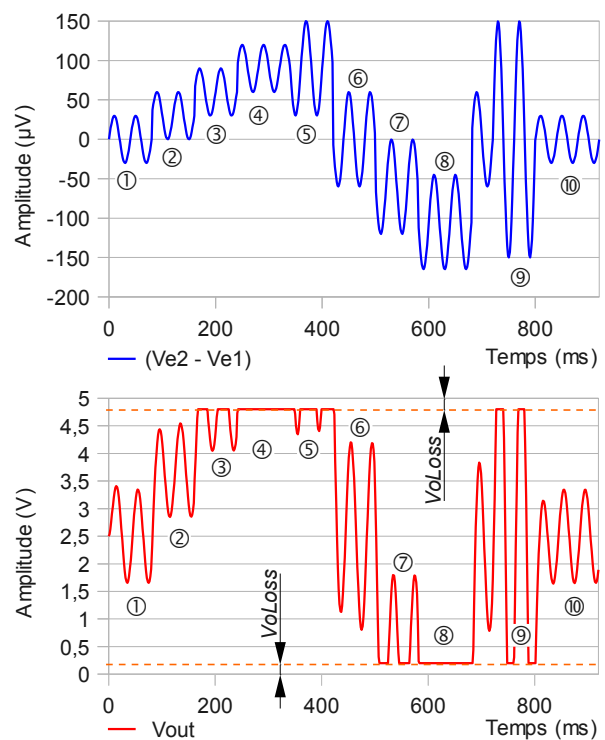 150
100
50
0
-50
-100
-150
-200
Amplitude (µV)
① ② ③ ④ ⑤ ⑥ ⑦ ⑧ ⑨ ⑩
0 200 400 600 800
(Ve2 - Ve1)
Temps (ms)
5
4,5
4
3,5
3
2,5
2
1,5
1
0,5
0
Amplitude (V)
① ② ③ ④ ⑤ ⑥ ⑦ ⑧ ⑨ ⑩
VoLoss
VoLoss
0 200 400 600 800
Vout
Temps (ms)